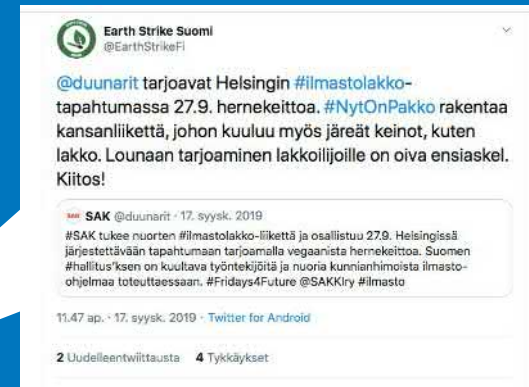 Earth Strike Suomi
@EarthStrikeFi
@duunarit tarjoavat Helsingin #ilmastolakko-
tapahtumassa 27.9. hernekeittoa. #NytOnPakko rakentaa
kansanliikettä, johon kuuluu myös järeät keinot, kuten
lakko. Lounaan tarjoaminen lakkoilijoille on oiva ensiaskel.
Kiitos!
SAK @duunarit · 17. syysk. 2019
#SAK tukee nuorten #ilmastolakko-liikettä ja osallistuu 27.9. Helsingissä
järjestettävään tapahtumaan tarjoamalla vegaanista hernekeittoa. Suomen
#hallitus'ksen on kuultava työntekijöitä ja nuoria kunnianhimoista ilmasto-
ohjelmaa toteuttaessaan. #Fridays4Future @SAKKIry #ilmasto
11.47 ap. · 17. syysk. 2019 · Twitter for Android
2 Uudelleentwiittausta 4 Tykkäykset